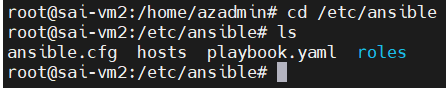 root@sai-vm2:/home/azadmin# cd /etc/ansible
root@sai-vm2:/etc/ansible# ls
ansible.cfg  hosts  playbook.yaml  roles
root@sai-vm2:/etc/ansible#